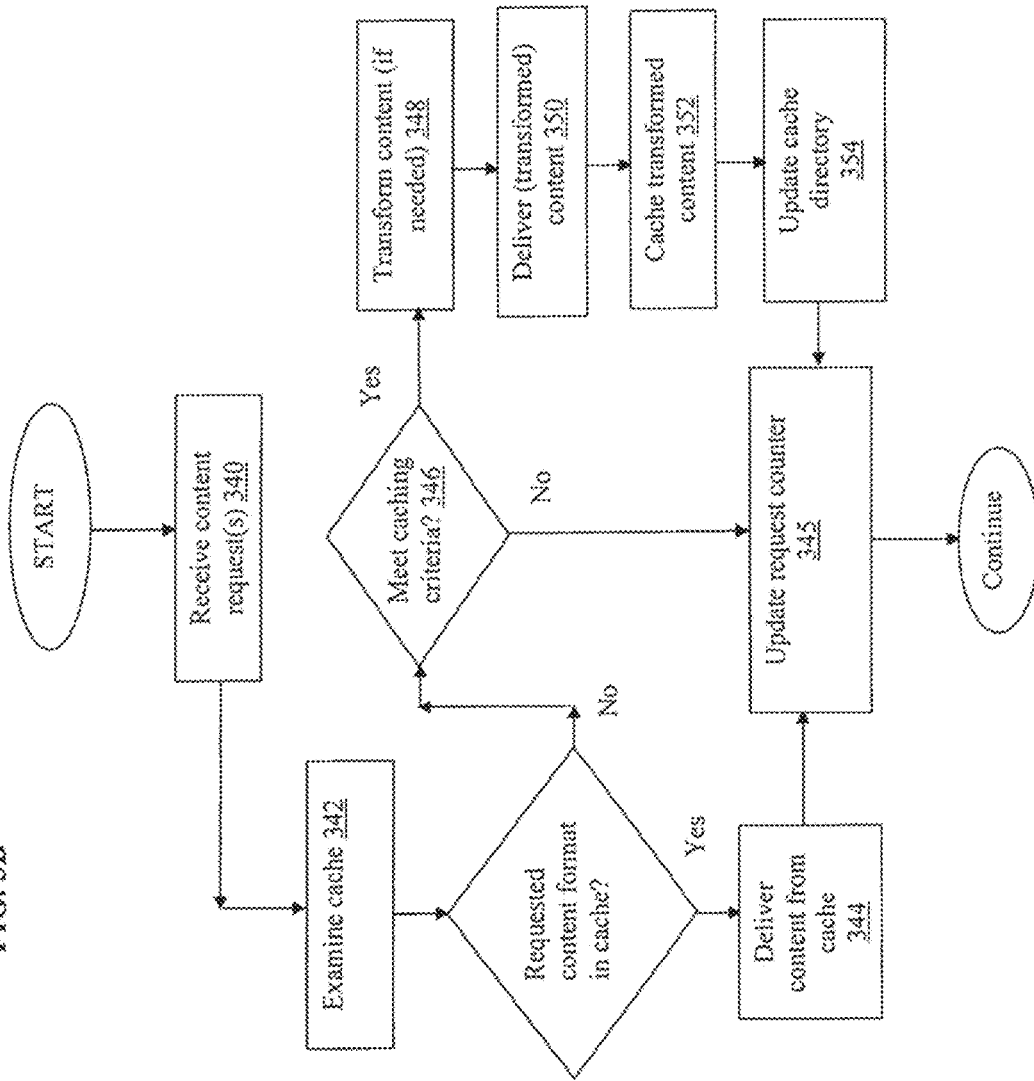 START
Receive content
request(s) 340
Examine cache 342
Requested
content format
in cache?
No
Yes
Deliver
content from
cache
344
Meet caching
criteria? 346
Yes
No
Transform content (if
needed) 348
Deliver (transformed)
content 350
Cache transformed
content 352
Update cache
directory
354
Update request counter
345
Continue